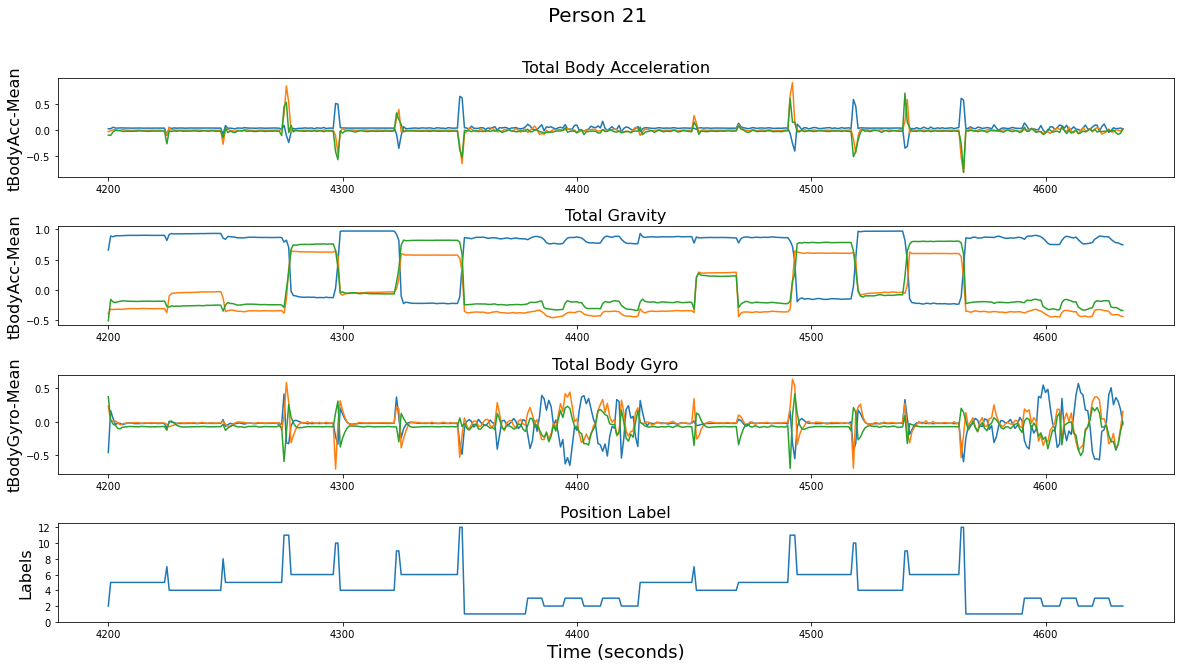 Person 21
Total Body Acceleration
tBodyAcc-Mean
0.5
0.0
−0.5
4200 4300 4400 4500 4600
Total Gravity
tBodyAcc-Mean
1.0
0.5
0.0
−0.5
4200 4300 4400 4500 4600
Total Body Gyro
tBodyGyro-Mean
0.5
0.0
−0.5
4200 4300 4400 4500 4600
Position Label
Labels
12
10
8
6
4
2
0
4200 4300 4400 4500 4600
Time (seconds)